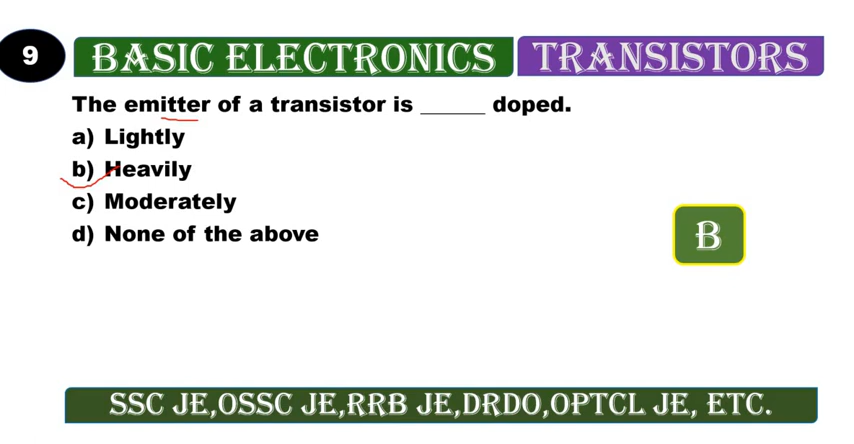 9
BASIC ELECTRONICS TRANSISTORS
The emitter of a transistor is ______ doped.
a) Lightly
b) Heavily
c) Moderately
d) None of the above
B
SSC JE,OSSC JE,RRB JE,DRDO,OPTCL JE, ETC.